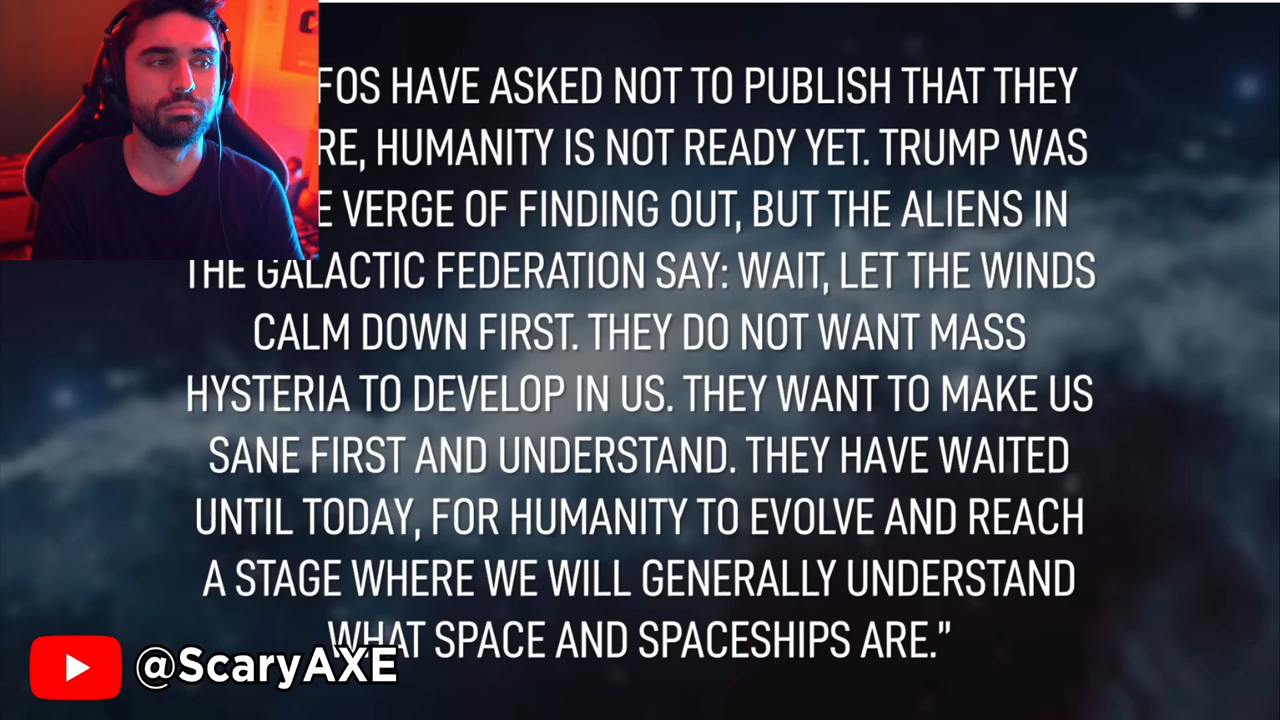 FOS HAVE ASKED NOT TO PUBLISH THAT THEY
RE, HUMANITY IS NOT READY YET. TRUMP WAS
E VERGE OF FINDING OUT, BUT THE ALIENS IN
THE GALACTIC FEDERATION SAY: WAIT, LET THE WINDS
CALM DOWN FIRST. THEY DO NOT WANT MASS
HYSTERIA TO DEVELOP IN US. THEY WANT TO MAKE US
SANE FIRST AND UNDERSTAND. THEY HAVE WAITED
UNTIL TODAY, FOR HUMANITY TO EVOLVE AND REACH
A STAGE WHERE WE WILL GENERALLY UNDERSTAND
WHAT SPACE AND SPACESHIPS ARE.”
@ScaryAXE